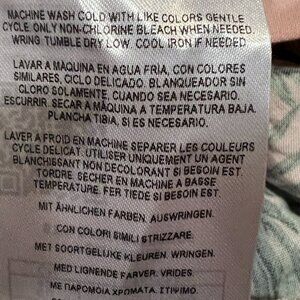 MACHINE WASH COLD WITH LIKE COLORS GENTLE
CYCLE. ONLY NON-CHLORINE BLEACH WHEN NEEDED.
WRING TUMBLE DRY LOW. COOL IRON IF NEEDED
LAVAR A MAQUINA EN AGUA FRIA, CON COLORES
SIMILARES, CICLO DELICADO. BLANQUEADOR SIN
CLORO SOLAMENTE, CUANDO SEA NECESARIO.
ESCURRIR. SECAR A MÁQUINA A TEMPERATURA BAJA.
PLANCHA TIBIA, SI ES NECESARIO.
LAVER A FROID EN MACHINE SEPARER LES COULEURS
CYCLE DELICAT. UTILISER UNIQUEMENT UN AGENT
BLANCHISSANT NON DECOLORANT SI BESOIN EST.
TORDRE. SECHER EN MACHINE A BASSE
TEMPERATURE. FER TIEDE SI BESOIN EST.
MIT ÄHNLICHEN FARBEN, AUSWRINGEN.
CON COLORI SIMILI STRIZZARE.
MET SOORTGELIJKE KLEUREN. WRINGEN.
MED LIGNENDE FARVER. VRIDES.
ΜΕ ΠΑΡΟΜΟΙΑ ΧΡΩΜΑΤΑ. ΣΤΙΨΙΜΟ.